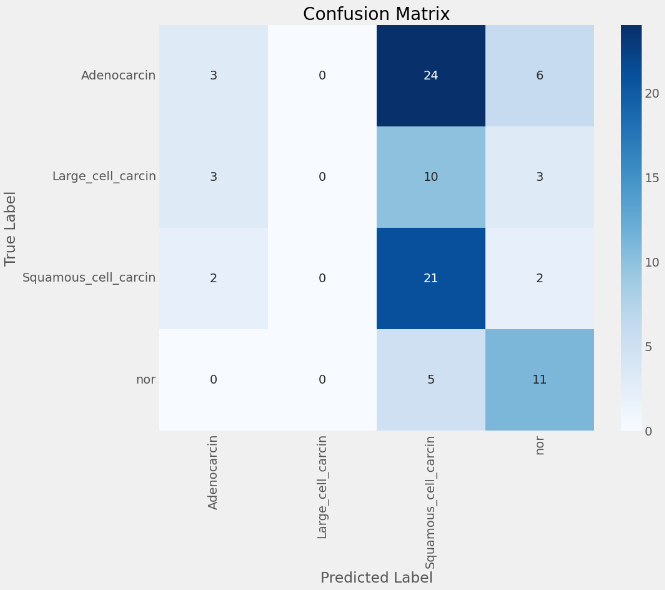 Confusion Matrix
True Label
Adenocarcin 3 0 24 6
Large_cell_carcin 3 0 10 3
Squamous_cell_carcin 2 0 21 2
nor 0 0 5 11
Adenocarcin
Large_cell_carcin
Squamous_cell_carcin
nor
Predicted Label
20
15
10
5
0